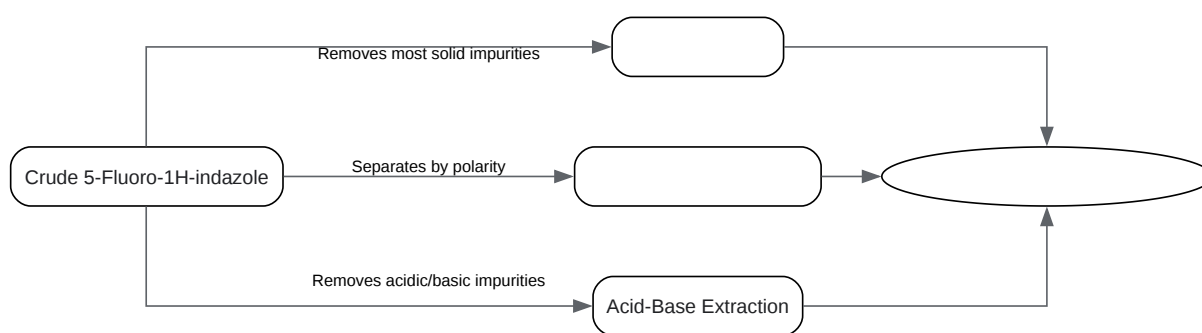 Removes most solid impurities
Crude 5-Fluoro-1H-indazole
Separates by polarity
Removes acidic/basic impurities
Acid-Base Extraction